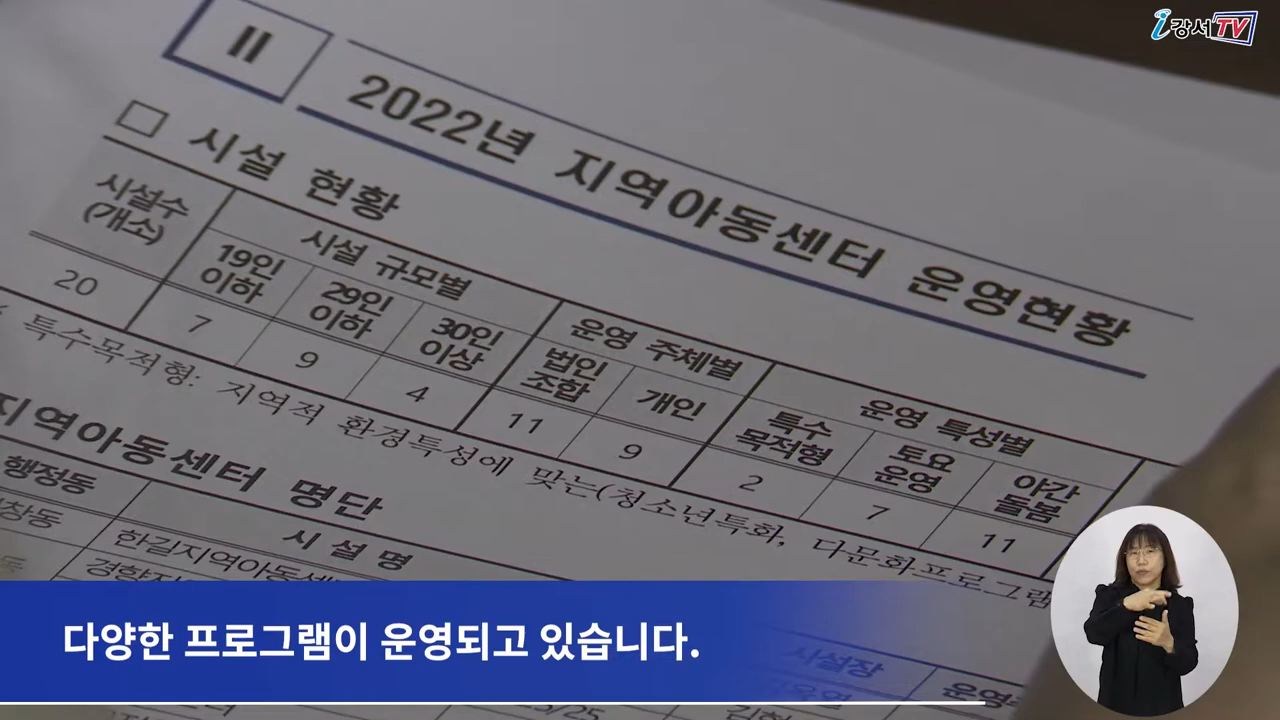 i강서TV
II
2022년 지역아동센터 운영현황
□ 시설 현황
시설수
(개소)
시설 규모별
운영 주체별
운영 특성별
19인
이하
29인
이하
30인
이상
법인
조합
개인
특수
목적형
토요
운영
야간
돌봄
20 7 9 4 11 9 2 7 11
특수목적형: 지역적 환경특성에 맞는(청소년특화, 다문화프로그램
지역아동센터 명단
행정동
시 설 명
시설장
창동
한길지역아동센
다양한 프로그램이 운영되고 있습니다.